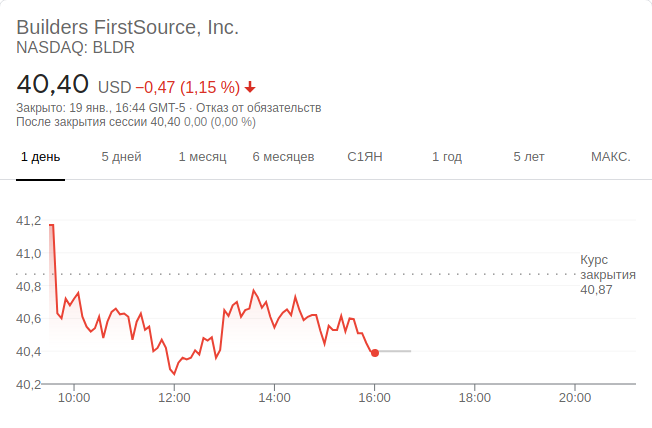 Builders FirstSource, Inc.
NASDAQ: BLDR
40,40 USD −0,47 (1,15 %)
Закрыто: 19 янв., 16:44 GMT-5 · Отказ от обязательств
После закрытия сессии 40,40 0,00 (0,00 %)
1 день 5 дней 1 месяц 6 месяцев С1ЯН 1 год 5 лет МАКС.
41,2
41,0
40,8
40,6
40,4
40,2
Курс
закрытия
40,87
10:00 12:00 14:00 16:00 18:00 20:00